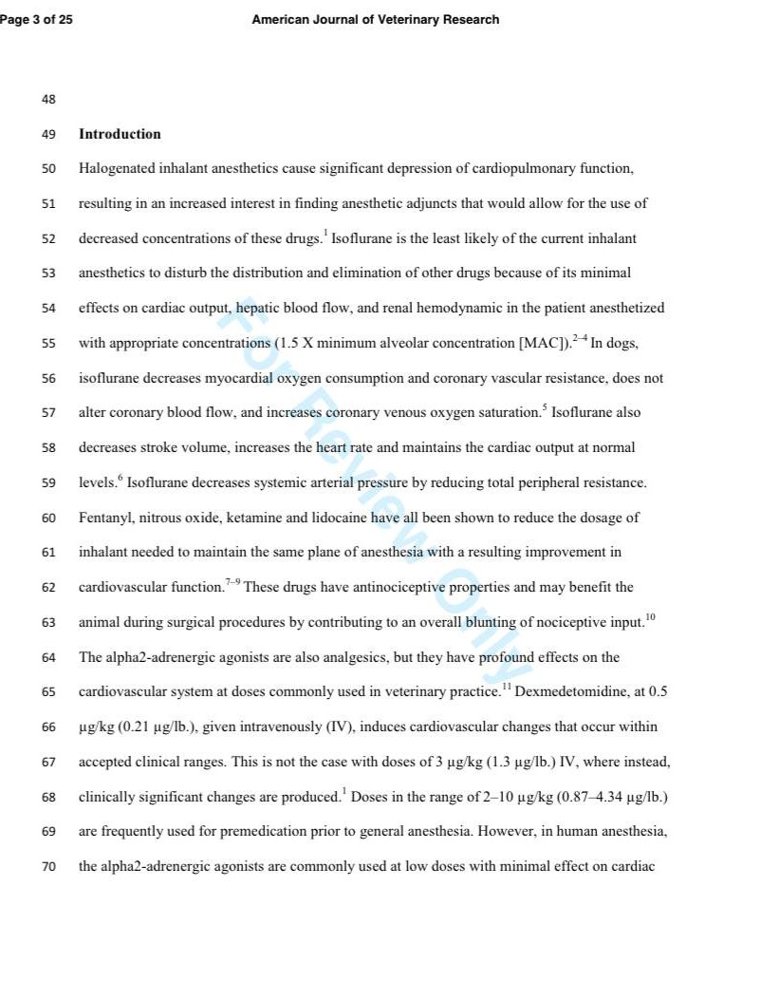 Page 3 of 25 American Journal of Veterinary Research
48
49 Introduction
50 Halogenated inhalant anesthetics cause significant depression of cardiopulmonary function,
51 resulting in an increased interest in finding anesthetic adjuncts that would allow for the use of
52 decreased concentrations of these drugs.¹ Isoflurane is the least likely of the current inhalant
53 anesthetics to disturb the distribution and elimination of other drugs because of its minimal
54 effects on cardiac output, hepatic blood flow, and renal hemodynamic in the patient anesthetized
55 with appropriate concentrations (1.5 X minimum alveolar concentration [MAC]).²⁻⁴ In dogs,
56 isoflurane decreases myocardial oxygen consumption and coronary vascular resistance, does not
57 alter coronary blood flow, and increases coronary venous oxygen saturation.⁵ Isoflurane also
58 decreases stroke volume, increases the heart rate and maintains the cardiac output at normal
59 levels.⁶ Isoflurane decreases systemic arterial pressure by reducing total peripheral resistance.
60 Fentanyl, nitrous oxide, ketamine and lidocaine have all been shown to reduce the dosage of
61 inhalant needed to maintain the same plane of anesthesia with a resulting improvement in
62 cardiovascular function.⁷⁻⁹ These drugs have antinociceptive properties and may benefit the
63 animal during surgical procedures by contributing to an overall blunting of nociceptive input.¹⁰
64 The alpha2-adrenergic agonists are also analgesics, but they have profound effects on the
65 cardiovascular system at doses commonly used in veterinary practice.¹¹ Dexmedetomidine, at 0.5
66 µg/kg (0.21 µg/lb.), given intravenously (IV), induces cardiovascular changes that occur within
67 accepted clinical ranges. This is not the case with doses of 3 µg/kg (1.3 µg/lb.) IV, where instead,
68 clinically significant changes are produced.¹ Doses in the range of 2–10 µg/kg (0.87–4.34 µg/lb.)
69 are frequently used for premedication prior to general anesthesia. However, in human anesthesia,
70 the alpha2-adrenergic agonists are commonly used at low doses with minimal effect on cardiac
For Review Only